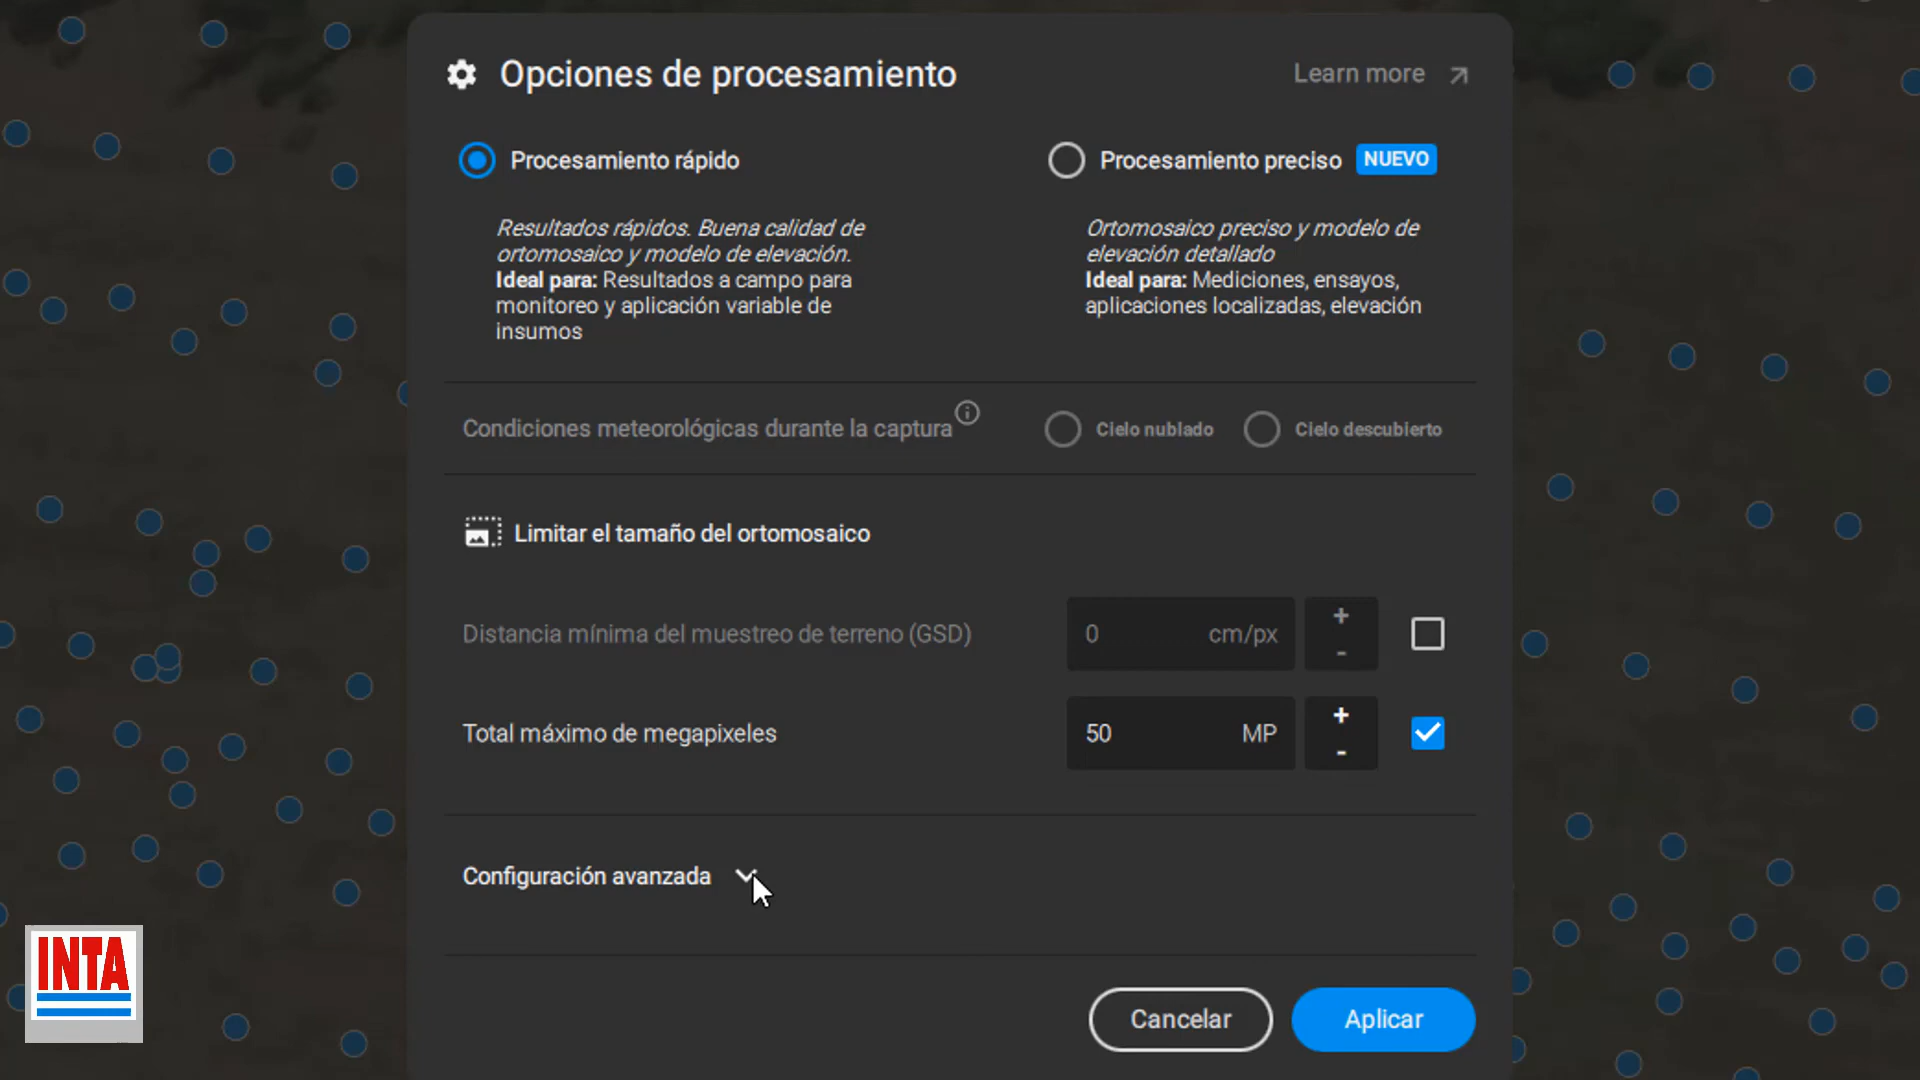 Opciones de procesamiento
Learn more
Procesamiento rápido
Procesamiento preciso NUEVO
Resultados rápidos. Buena calidad de
ortomosaico y modelo de elevación.
Ideal para: Resultados a campo para
monitoreo y aplicación variable de
insumos
Ortomosaico preciso y modelo de
elevación detallado
Ideal para: Mediciones, ensayos,
aplicaciones localizadas, elevación
Condiciones meteorológicas durante la captura
Cielo nublado
Cielo descubierto
Limitar el tamaño del ortomosaico
Distancia mínima del muestreo de terreno (GSD)
0 cm/px
+
-
Total máximo de megapixeles
50 MP
+
-
Configuración avanzada
INTA
Cancelar
Aplicar